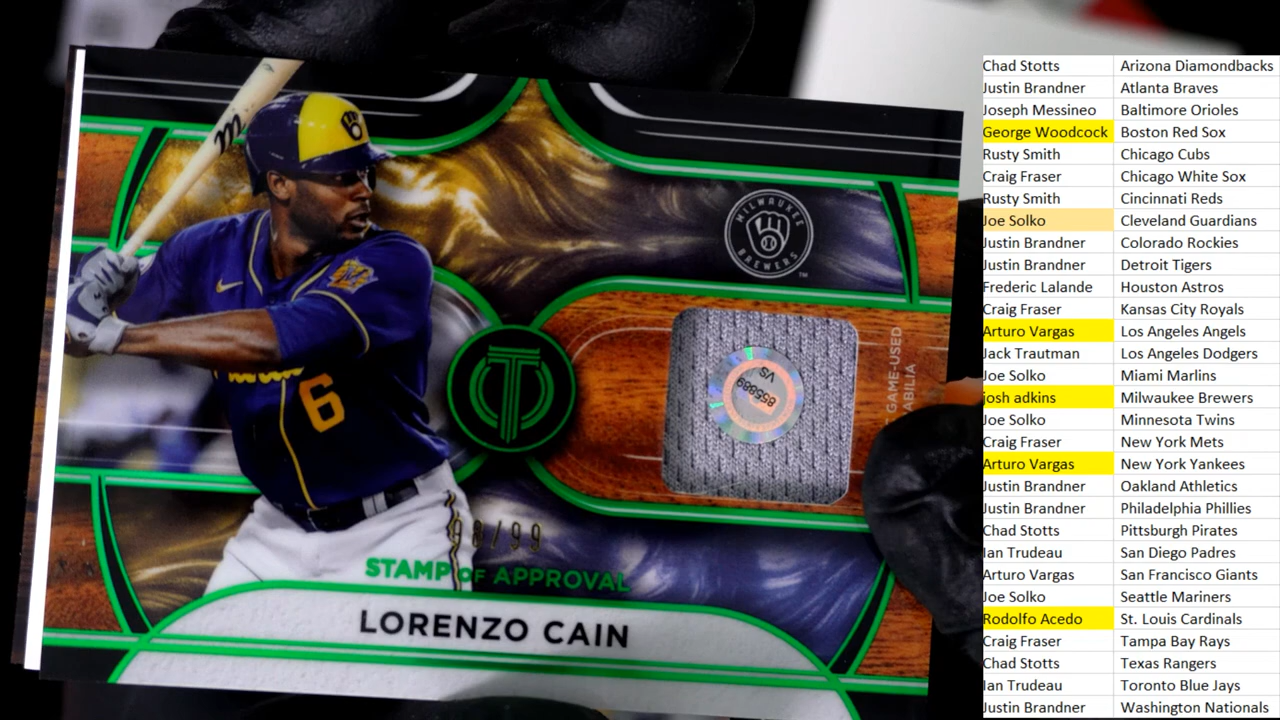 MILWAUKEE
BREWERS
TM
6
GAME-USED
VS
858889
98/99
STAMP OF APPROVAL
LORENZO CAIN
Chad Stotts Arizona Diamondbacks
Justin Brandner Atlanta Braves
Joseph Messineo Baltimore Orioles
George Woodcock Boston Red Sox
Rusty Smith Chicago Cubs
Craig Fraser Chicago White Sox
Rusty Smith Cincinnati Reds
Joe Solko Cleveland Guardians
Justin Brandner Colorado Rockies
Justin Brandner Detroit Tigers
Frederic Lalande Houston Astros
Craig Fraser Kansas City Royals
Arturo Vargas Los Angeles Angels
Jack Trautman Los Angeles Dodgers
Joe Solko Miami Marlins
josh adkins Milwaukee Brewers
Joe Solko Minnesota Twins
Craig Fraser New York Mets
Arturo Vargas New York Yankees
Justin Brandner Oakland Athletics
Justin Brandner Philadelphia Phillies
Chad Stotts Pittsburgh Pirates
Ian Trudeau San Diego Padres
Arturo Vargas San Francisco Giants
Joe Solko Seattle Mariners
Rodolfo Acedo St. Louis Cardinals
Craig Fraser Tampa Bay Rays
Chad Stotts Texas Rangers
Ian Trudeau Toronto Blue Jays
Justin Brandner Washington Nationals